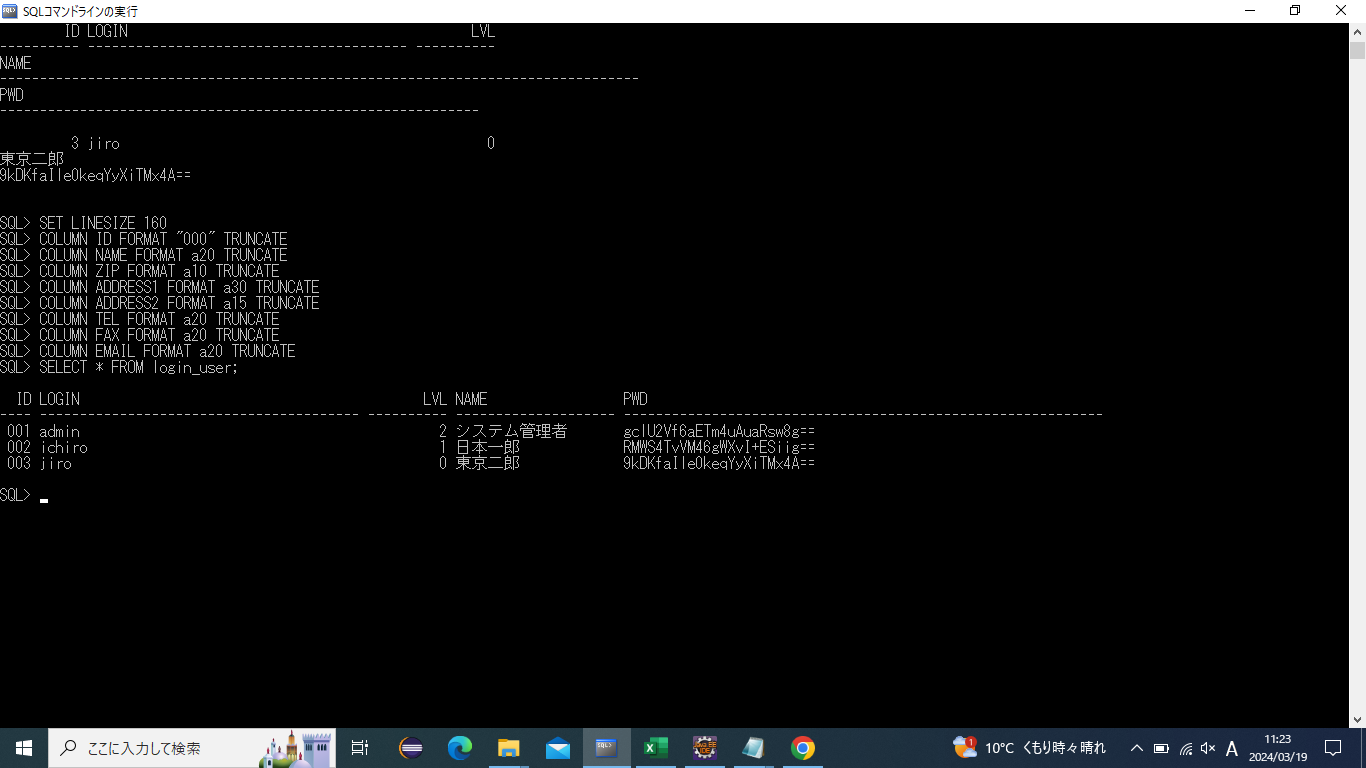 SQLコマンドラインの実行
ID LOGIN LVL
---------- ---------------------------------------- ----------
NAME
--------------------------------------------------------------------------------
PWD
------------------------------------------------------------
3 jiro 0
東京二郎
9kDKfaIle0keqYyXiTMx4A==
SQL> SET LINESIZE 160
SQL> COLUMN ID FORMAT "000" TRUNCATE
SQL> COLUMN NAME FORMAT a20 TRUNCATE
SQL> COLUMN ZIP FORMAT a10 TRUNCATE
SQL> COLUMN ADDRESS1 FORMAT a30 TRUNCATE
SQL> COLUMN ADDRESS2 FORMAT a15 TRUNCATE
SQL> COLUMN TEL FORMAT a20 TRUNCATE
SQL> COLUMN FAX FORMAT a20 TRUNCATE
SQL> COLUMN EMAIL FORMAT a20 TRUNCATE
SQL> SELECT * FROM login_user;
ID LOGIN LVL NAME PWD
---- ---------------------------------------- ---------- -------------------- ------------------------------------------------------------
001 admin 2 システム管理者 gclU2Vf6aETm4uAuaRsw8g==
002 ichiro 1 日本一郎 RMWS4TvVM46gWXvI+ESiig==
003 jiro 0 東京二郎 9kDKfaIle0keqYyXiTMx4A==
SQL>
ここに入力して検索
1
10°C くもり時々晴れ
A
11:23
2024/03/19